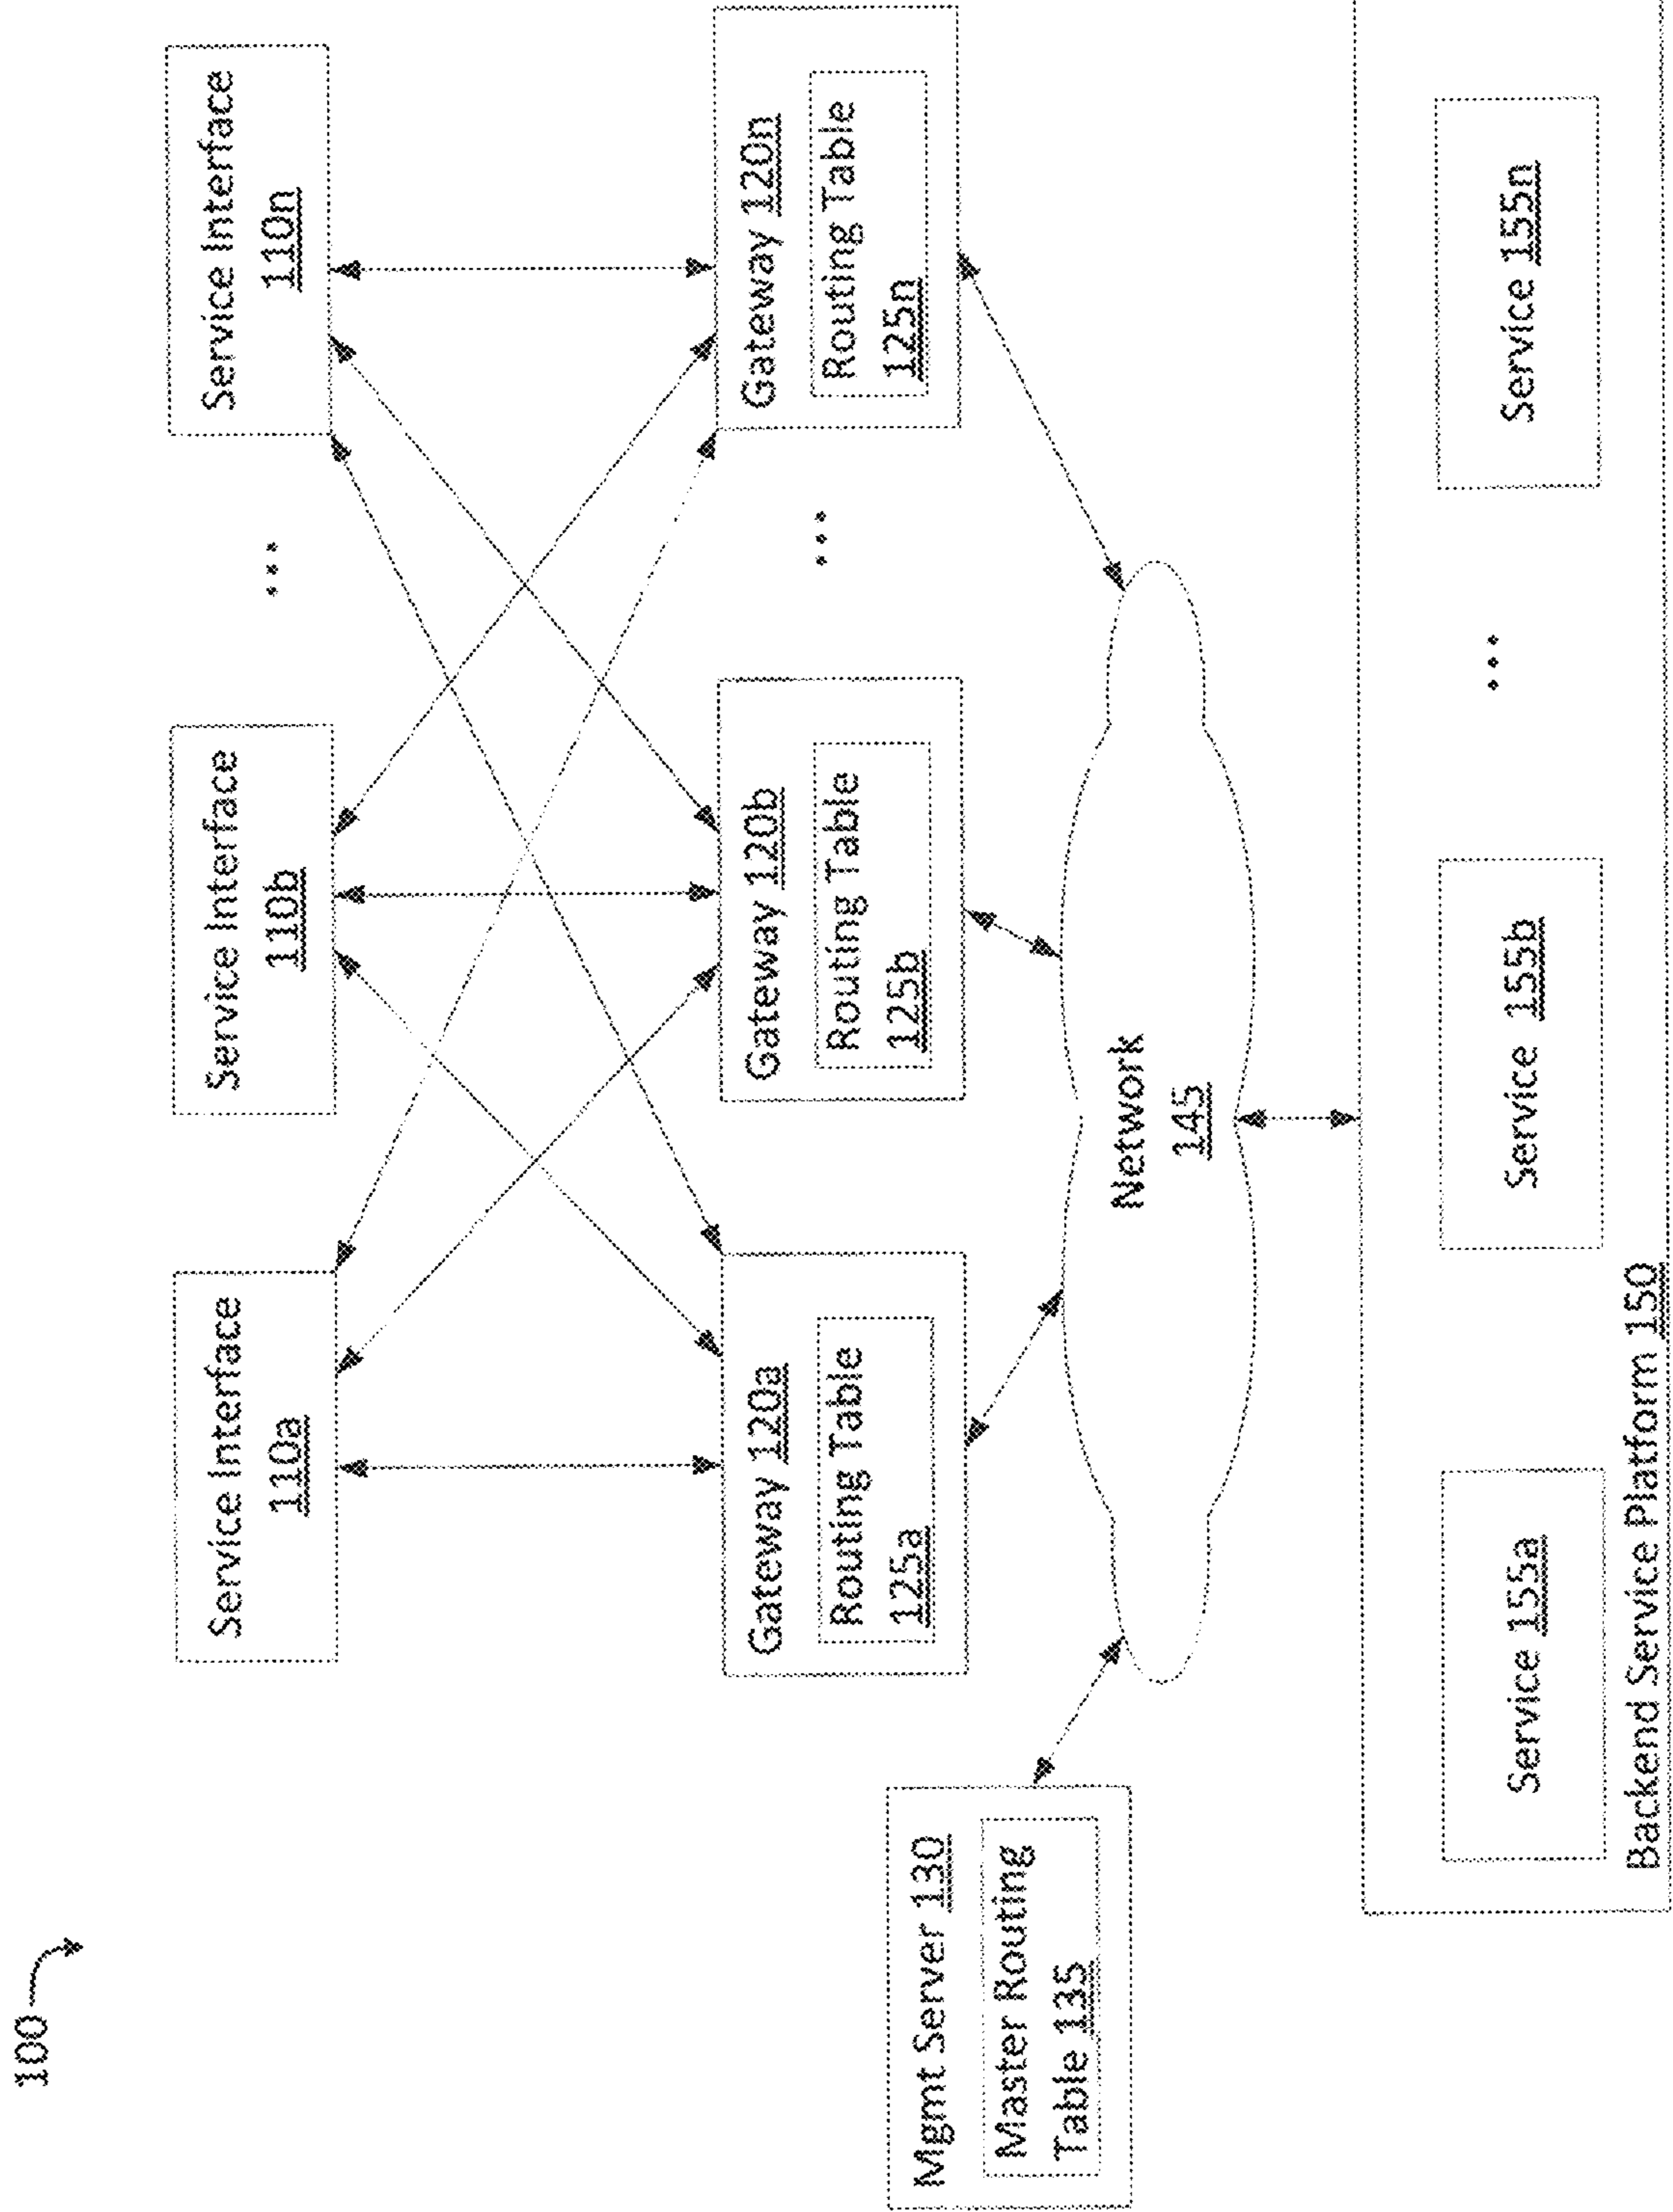 100
Service Interface
110a
Service Interface
110b
...
Service Interface
110n
Gateway 120a
Routing Table
125a
Gateway 120b
Routing Table
125b
...
Gateway 120n
Routing Table
125n
Mgmt Server 130
Master Routing
Table 135
Network
145
Service 155a
Service 155b
...
Service 155n
Backend Service Platform 150